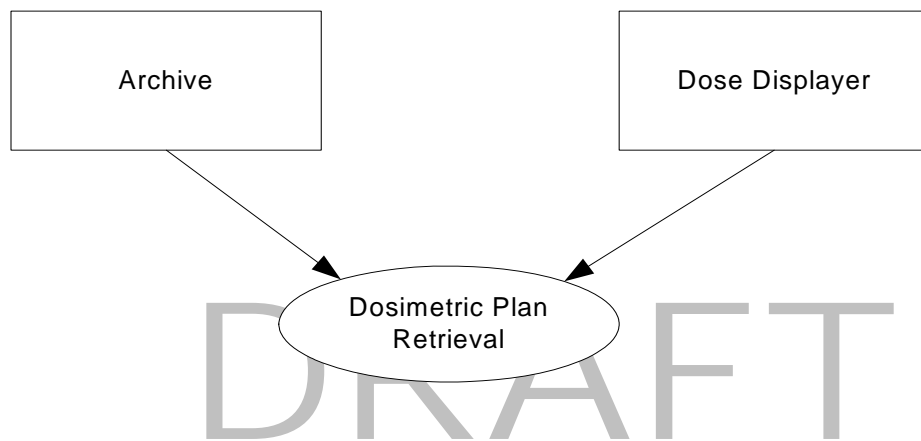 Archive
Dose Displayer
Dosimetric Plan
Retrieval
DRAFT